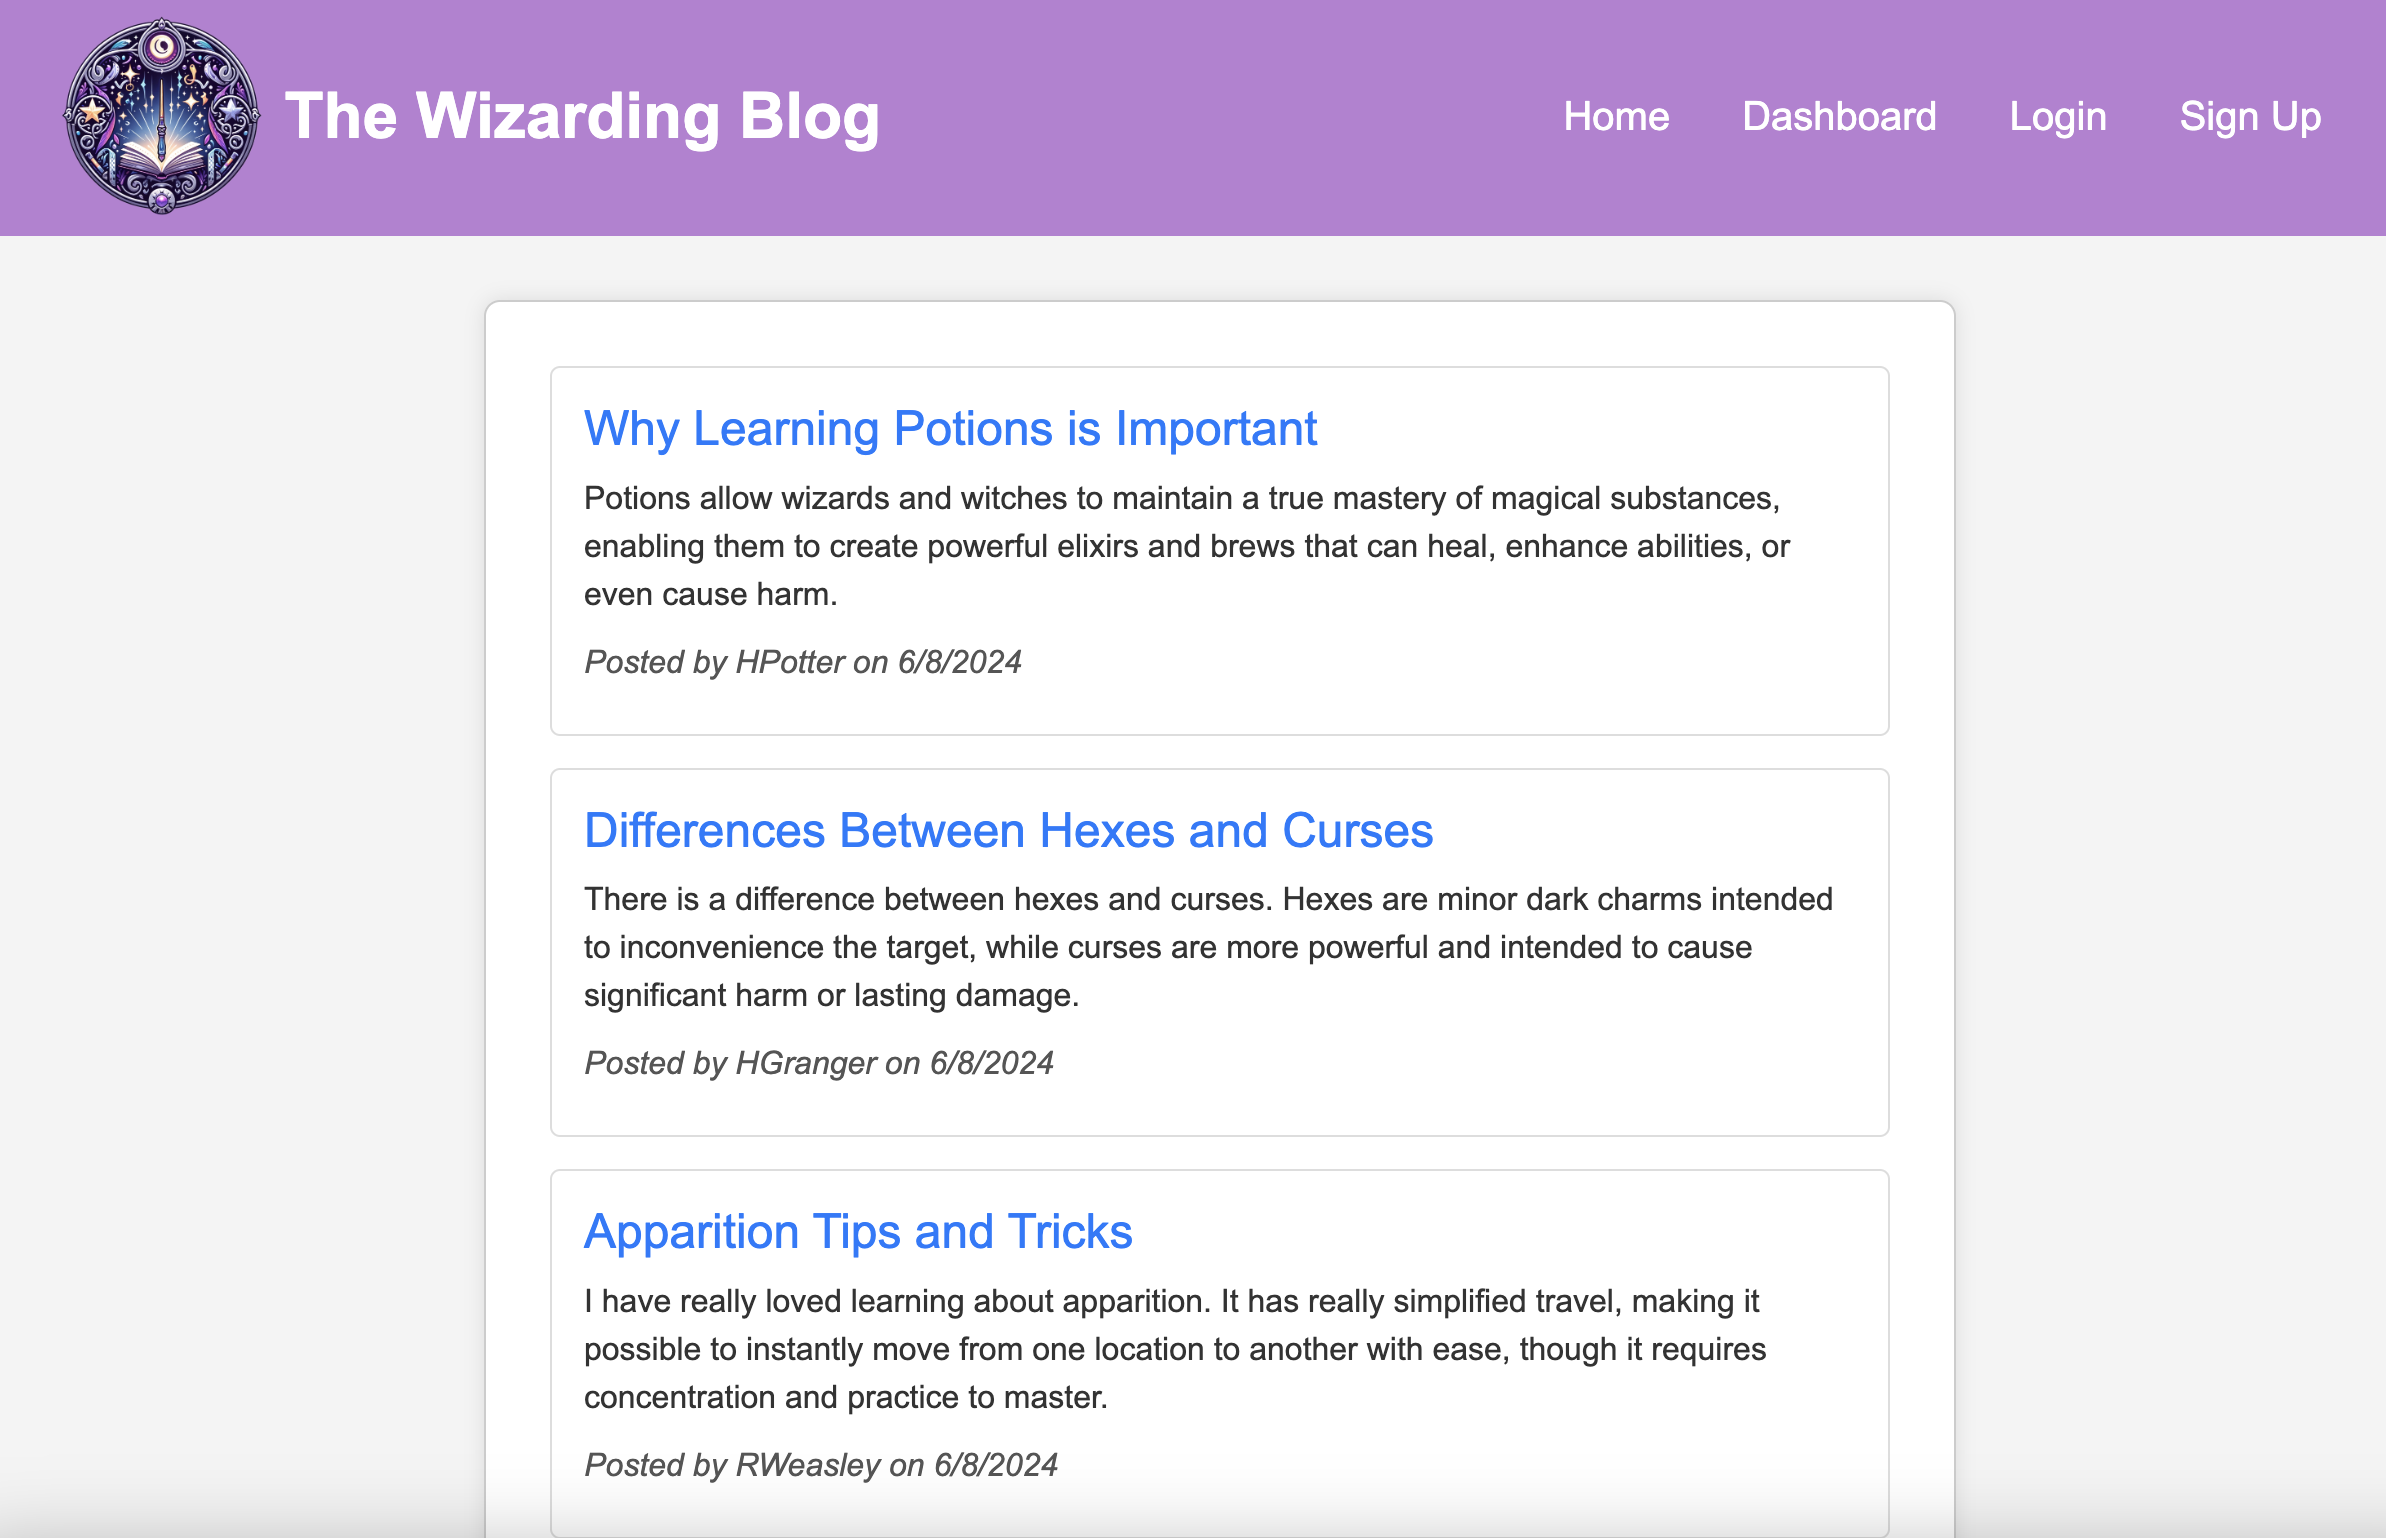 The Wizarding Blog
Home Dashboard Login Sign Up
Why Learning Potions is Important
Potions allow wizards and witches to maintain a true mastery of magical substances,
enabling them to create powerful elixirs and brews that can heal, enhance abilities, or
even cause harm.
Posted by HPotter on 6/8/2024
Differences Between Hexes and Curses
There is a difference between hexes and curses. Hexes are minor dark charms intended
to inconvenience the target, while curses are more powerful and intended to cause
significant harm or lasting damage.
Posted by HGranger on 6/8/2024
Apparition Tips and Tricks
I have really loved learning about apparition. It has really simplified travel, making it
possible to instantly move from one location to another with ease, though it requires
concentration and practice to master.
Posted by RWeasley on 6/8/2024